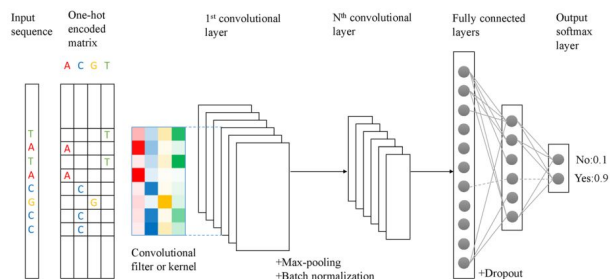 Input
sequence
One-hot
encoded
matrix
1st convolutional
layer
Nth convolutional
layer
Fully connected
layers
Output
softmax
layer
A C G T
T
A
T
A
C
G
C
C
T
A
T
A
C
G
C
C
No:0.1
Yes:0.9
Convolutional
filter or kernel
+Max-pooling
+Batch normalization
+Dropout